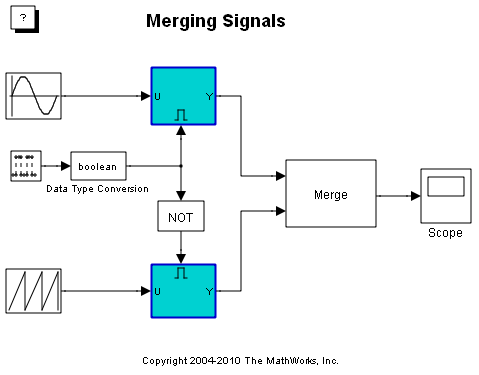 ?
Merging Signals
U
Y
boolean
Data Type Conversion
NOT
Merge
Scope
U
Y
Copyright 2004-2010 The MathWorks, Inc.